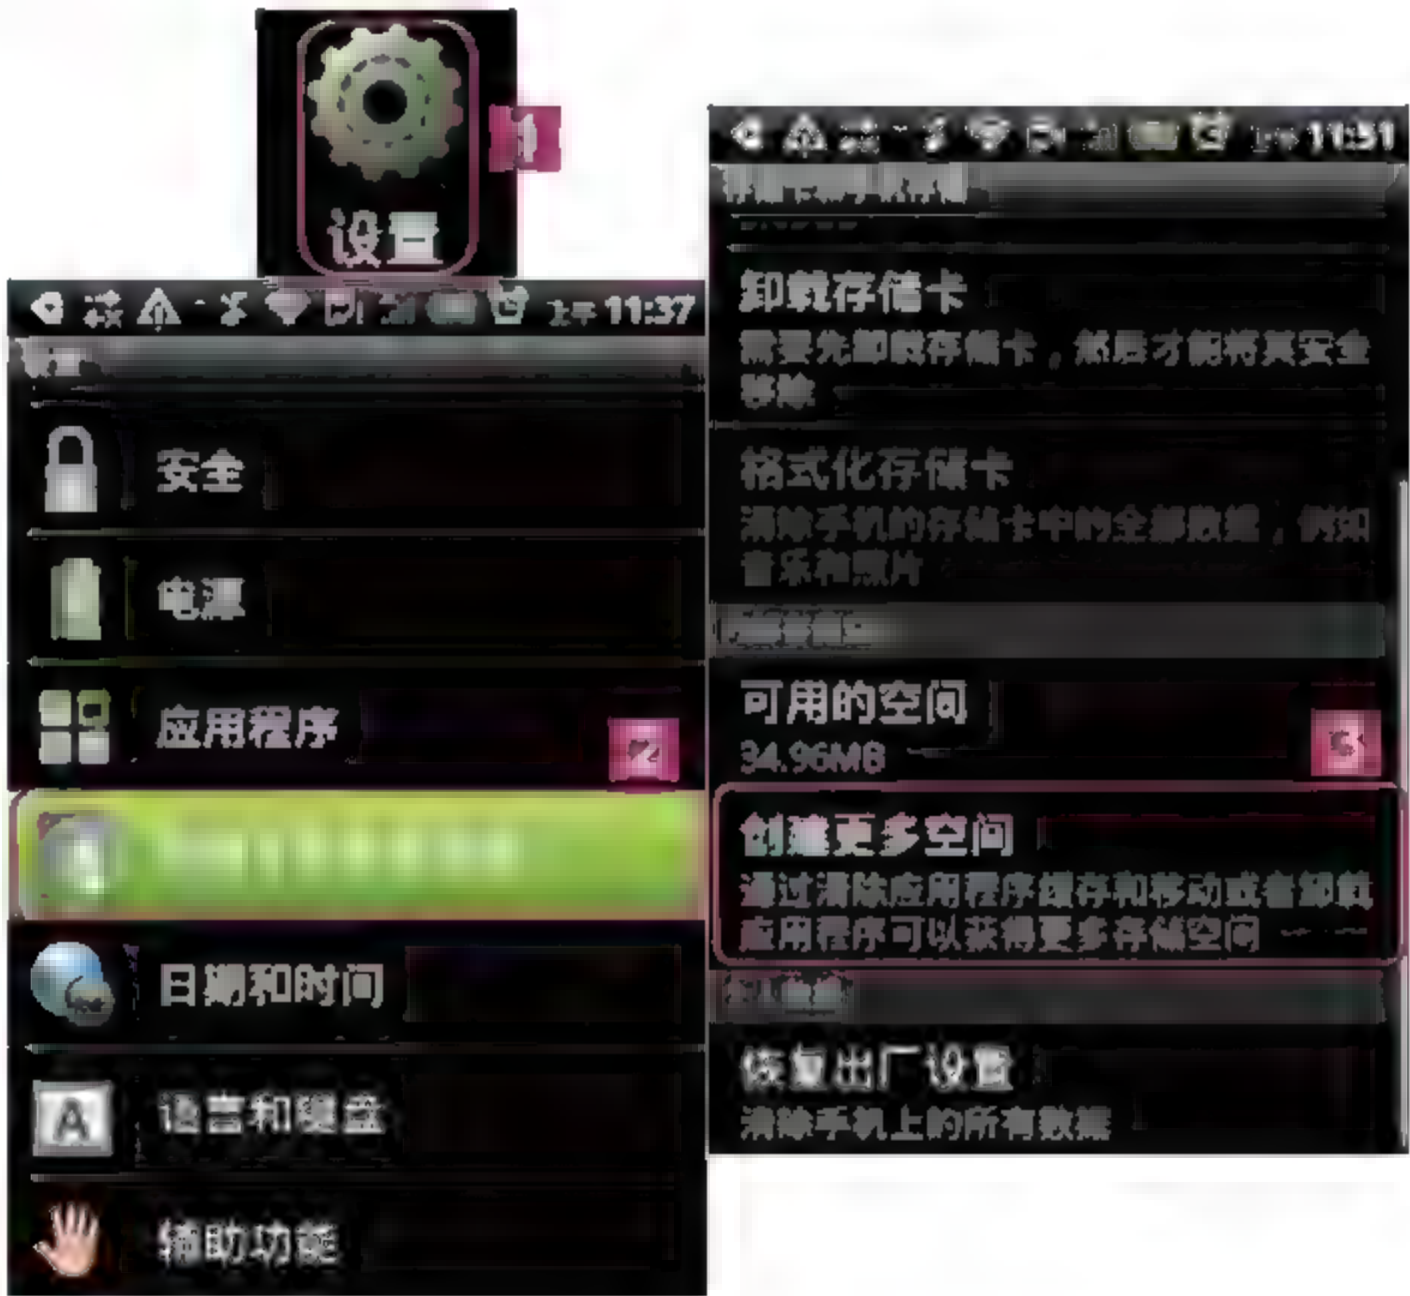 设置
1
上午 11:37
安全
电源
应用程序
2
日期和时间
语言和键盘
辅助功能
上午 11:51
卸载存储卡
需要先卸载存储卡，然后才能将其安全
移除
格式化存储卡
清除手机的存储卡中的全部数据，例如
音乐和照片
可用的空间
34.96MB
3
创建更多空间
通过清除应用程序缓存和移动或者卸载
应用程序可以获得更多存储空间
恢复出厂设置
清除手机上的所有数据